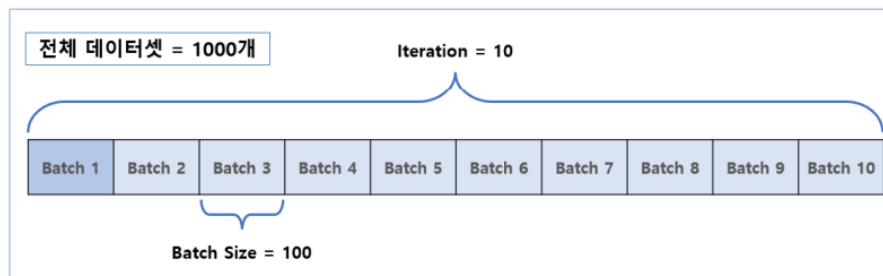 전체 데이터셋 = 1000개
Iteration = 10
Batch 1 Batch 2 Batch 3 Batch 4 Batch 5 Batch 6 Batch 7 Batch 8 Batch 9 Batch 10
Batch Size = 100